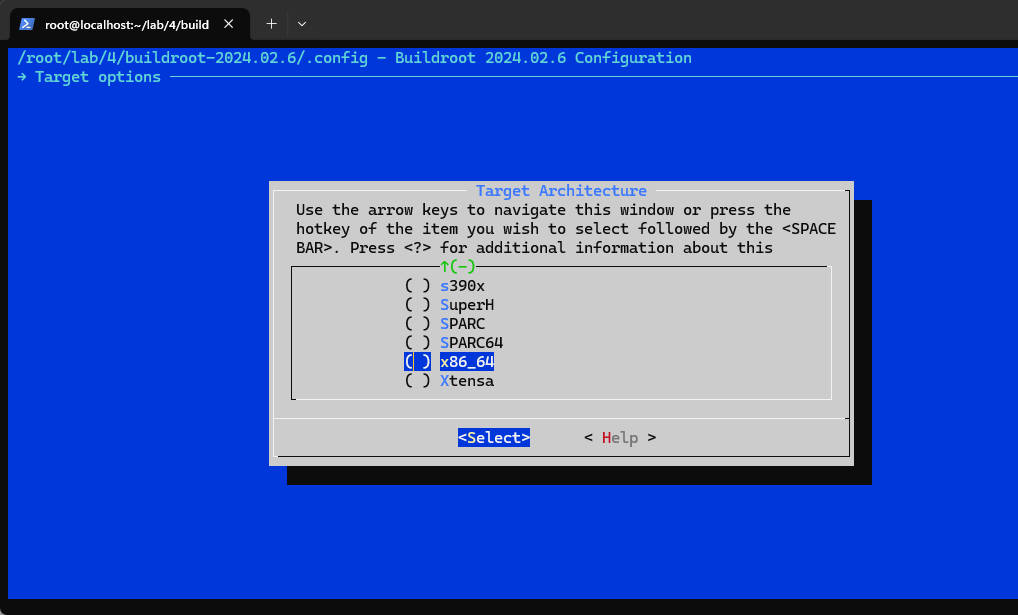 root@localhost:~/lab/4/build
/root/lab/4/buildroot-2024.02.6/.config - Buildroot 2024.02.6 Configuration
→ Target options
Target Architecture
Use the arrow keys to navigate this window or press the
hotkey of the item you wish to select followed by the <SPACE
BAR>. Press <?> for additional information about this
↑(-)
( ) s390x
( ) SuperH
( ) SPARC
( ) SPARC64
( ) x86_64
( ) Xtensa
<Select> < Help >